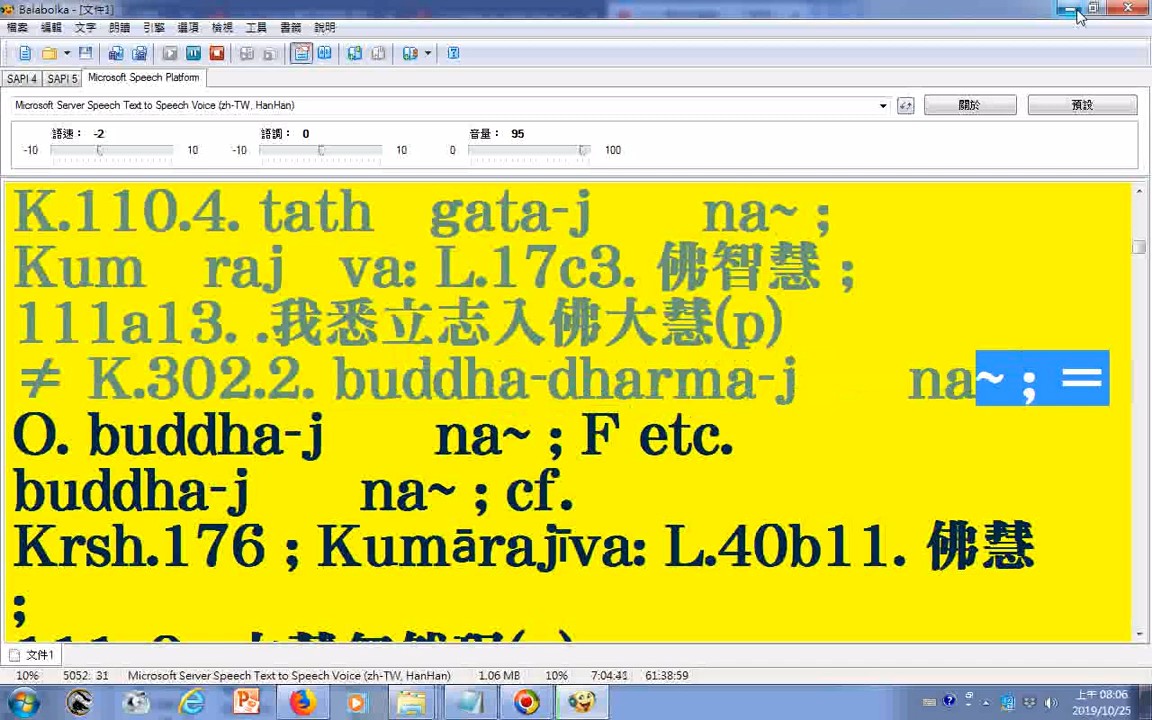 Balabolka - [文件1]
檔案 編輯 文字 朗讀 引擎 選項 檢視 工具 書籤 說明
SAPI 4 SAPI 5 Microsoft Speech Platform
Microsoft Server Speech Text to Speech Voice (zh-TW, HanHan) 關於 預設
語速： -2 語調： 0 音量： 95
-10 10 -10 10 0 100
K.110.4. tath gata-j na~ ;
Kum raj va: L.17c3. 佛智慧 ;
111a13. .我悉立志入佛大慧(p)
≠ K.302.2. buddha-dharma-j na~ ; =
O. buddha-j na~ ; F etc.
buddha-j na~ ; cf.
Krsh.176 ; Kumārajīva: L.40b11. 佛慧
;
文件1
10% 5052: 31 Microsoft Server Speech Text to Speech Voice (zh-TW, HanHan) 1.06 MB 10% 7:04:41 61:38:59
上午 08:06
2019/10/25